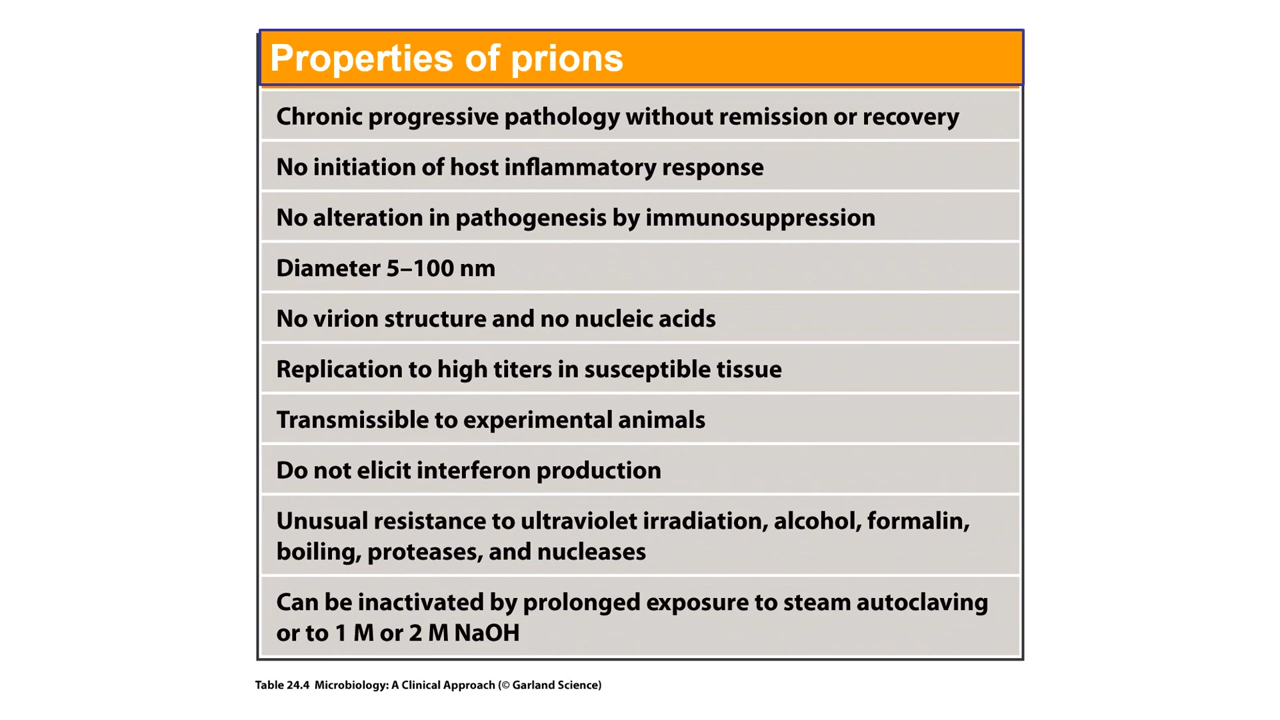 Properties of prions
Chronic progressive pathology without remission or recovery
No initiation of host inflammatory response
No alteration in pathogenesis by immunosuppression
Diameter 5–100 nm
No virion structure and no nucleic acids
Replication to high titers in susceptible tissue
Transmissible to experimental animals
Do not elicit interferon production
Unusual resistance to ultraviolet irradiation, alcohol, formalin,
boiling, proteases, and nucleases
Can be inactivated by prolonged exposure to steam autoclaving
or to 1 M or 2 M NaOH
Table 24.4 Microbiology: A Clinical Approach (© Garland Science)